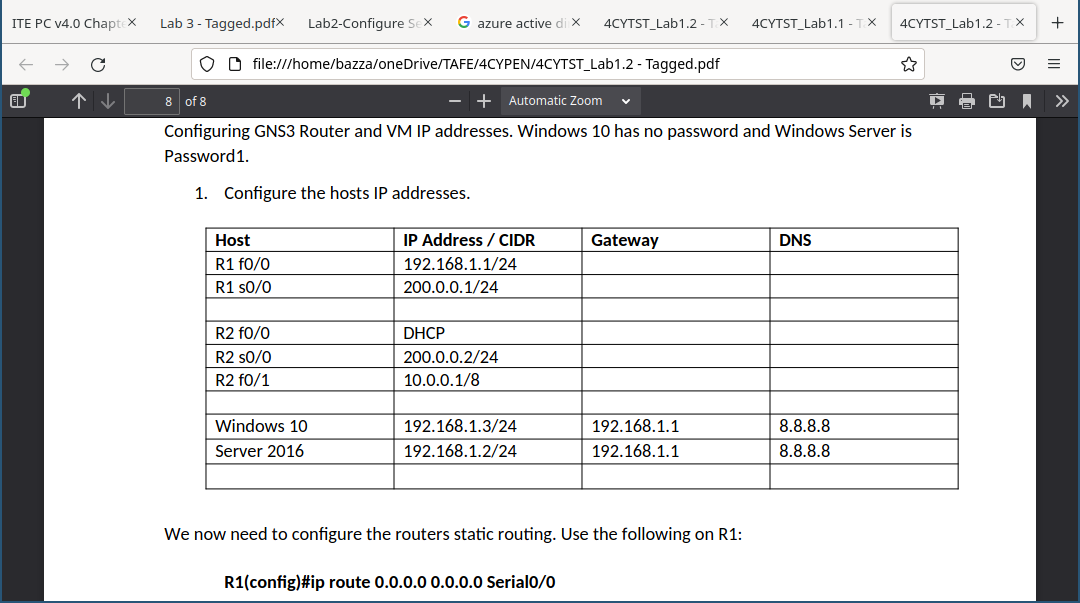 ITE PC v4.0 Chapte Lab 3 - Tagged.pdf Lab2-Configure Se azure active di 4CYTST_Lab1.2 - T 4CYTST_Lab1.1 - T 4CYTST_Lab1.2 - T
file:///home/bazza/oneDrive/TAFE/4CYPEN/4CYTST_Lab1.2 - Tagged.pdf
8 of 8 Automatic Zoom
Configuring GNS3 Router and VM IP addresses. Windows 10 has no password and Windows Server is
Password1.
1. Configure the hosts IP addresses.
Host IP Address / CIDR Gateway DNS
R1 f0/0 192.168.1.1/24
R1 s0/0 200.0.0.1/24
R2 f0/0 DHCP
R2 s0/0 200.0.0.2/24
R2 f0/1 10.0.0.1/8
Windows 10 192.168.1.3/24 192.168.1.1 8.8.8.8
Server 2016 192.168.1.2/24 192.168.1.1 8.8.8.8
We now need to configure the routers static routing. Use the following on R1:
R1(config)#ip route 0.0.0.0 0.0.0.0 Serial0/0